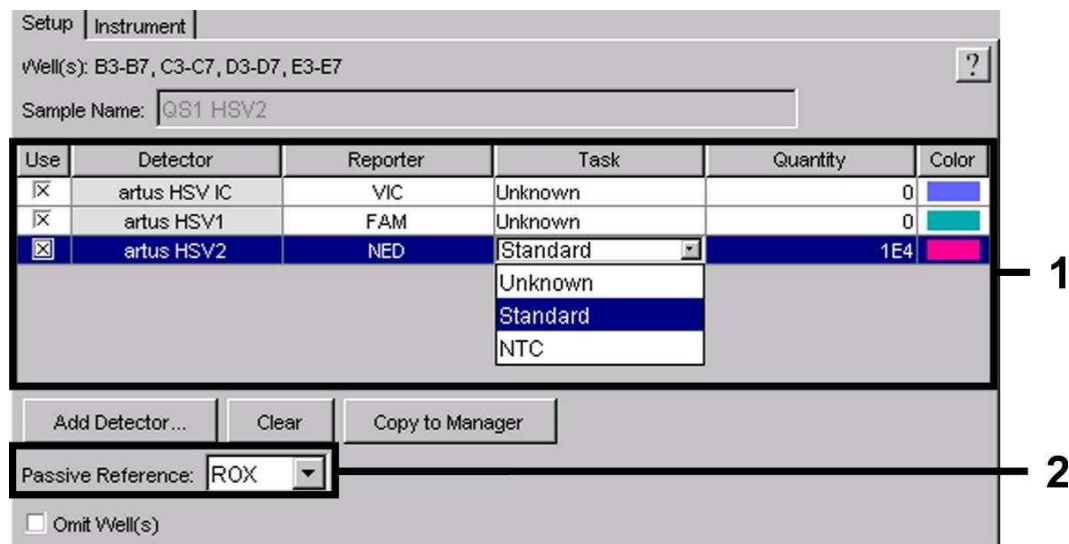 Setup Instrument
Well(s): B3-B7, C3-C7, D3-D7, E3-E7 ?
Sample Name: QS1 HSV2
Use Detector Reporter Task Quantity Color
artus HSV IC VIC Unknown 0
artus HSV1 FAM Unknown 0
artus HSV2 NED Standard 1E4
1
Unknown
Standard
NTC
Add Detector... Clear Copy to Manager
Passive Reference: ROX
2
Omit Well(s)